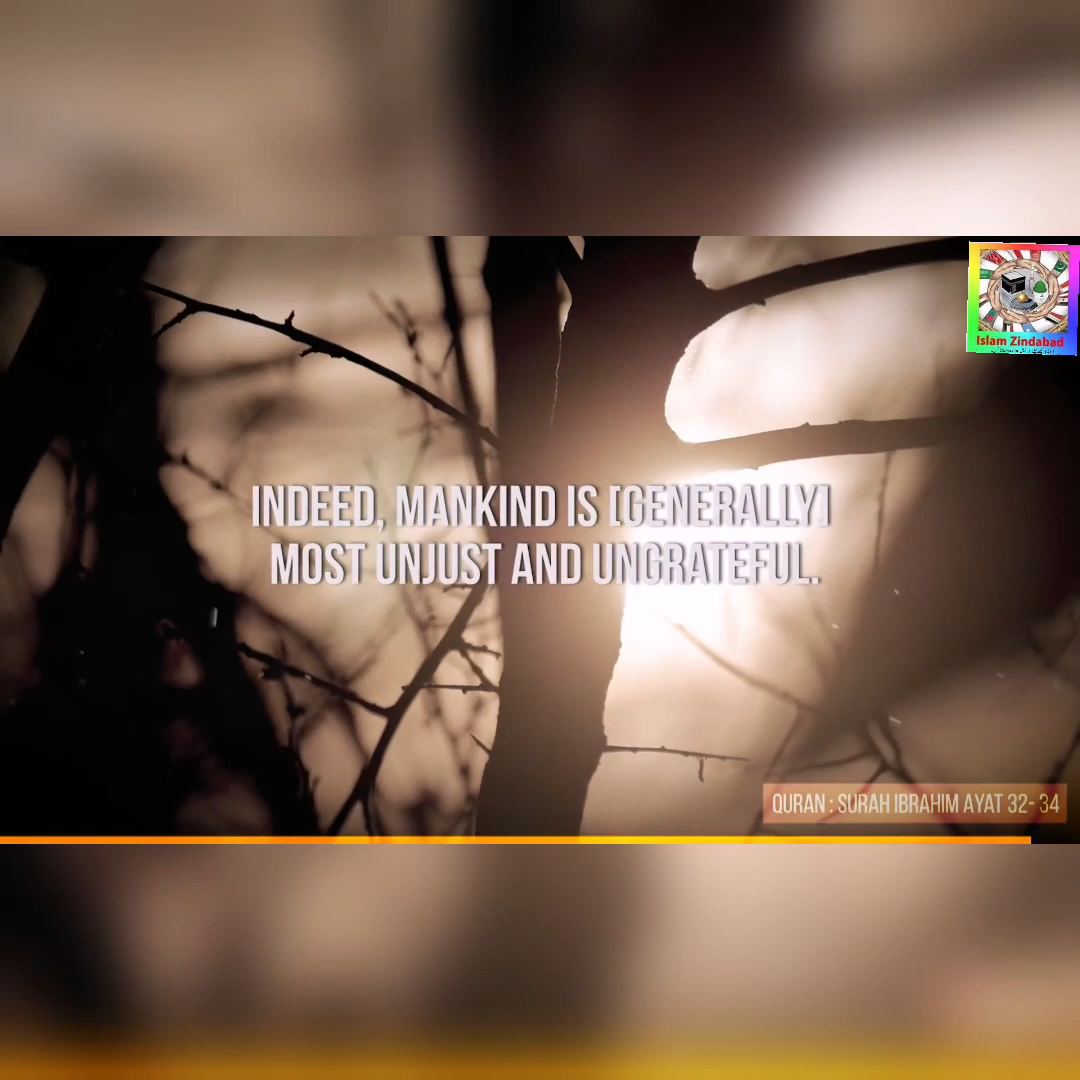 Islam Zindabad
INDEED, MANKIND IS [GENERALLY]
MOST UNJUST AND UNGRATEFUL.
QURAN : SURAH IBRAHIM AYAT 32- 34